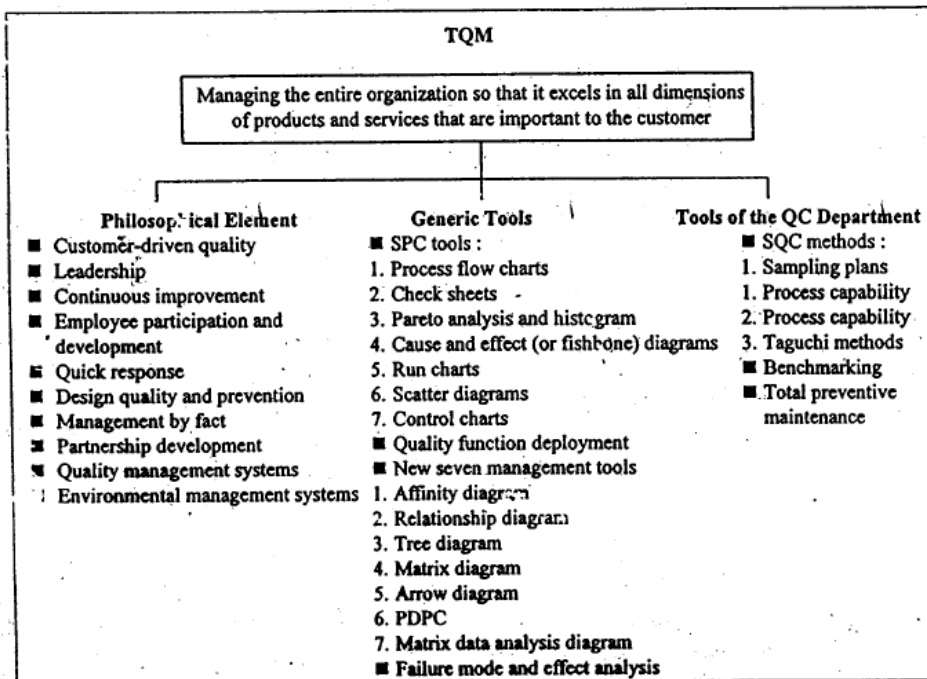 TQM
Managing the entire organization so that it excels in all dimensions
of products and services that are important to the customer
Philosophical Element
■ Customer-driven quality
■ Leadership
■ Continuous improvement
■ Employee participation and
development
■ Quick response
■ Design quality and prevention
■ Management by fact
■ Partnership development
■ Quality management systems
Environmental management systems
Generic Tools
■ SPC tools :
1. Process flow charts
2. Check sheets
3. Pareto analysis and histogram
4. Cause and effect (or fishbone) diagrams
5. Run charts
6. Scatter diagrams
7. Control charts
■ Quality function deployment
■ New seven management tools
1. Affinity diagram
2. Relationship diagram
3. Tree diagram
4. Matrix diagram
5. Arrow diagram
6. PDPC
7. Matrix data analysis diagram
■ Failure mode and effect analysis
Tools of the QC Department
■ SQC methods :
1. Sampling plans
1. Process capability
2. Process capability
3. Taguchi methods
■ Benchmarking
■ Total preventive
maintenance